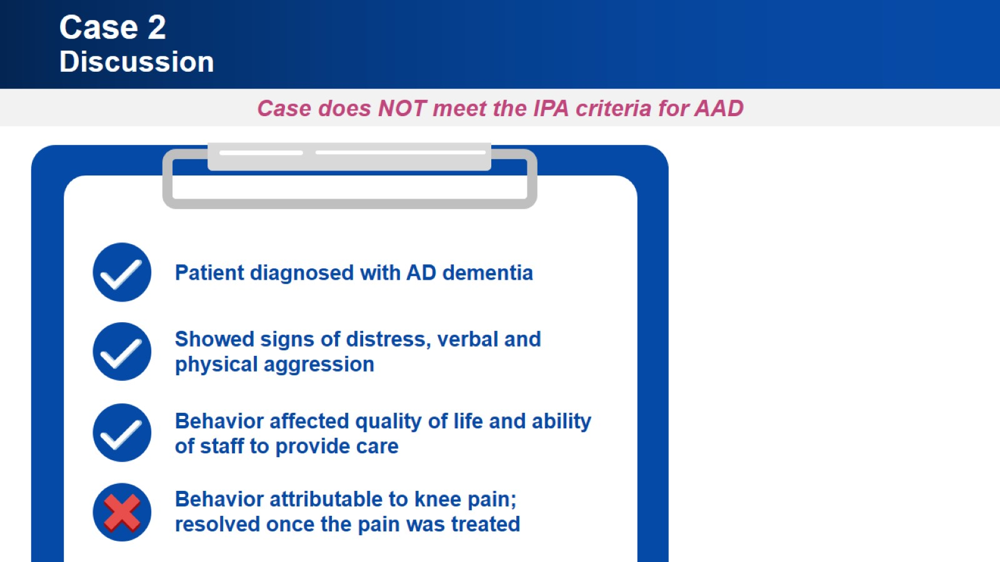 Case 2
Discussion
Case does NOT meet the IPA criteria for AAD
Patient diagnosed with AD dementia
Showed signs of distress, verbal and
physical aggression
Behavior affected quality of life and ability
of staff to provide care
Behavior attributable to knee pain;
resolved once the pain was treated